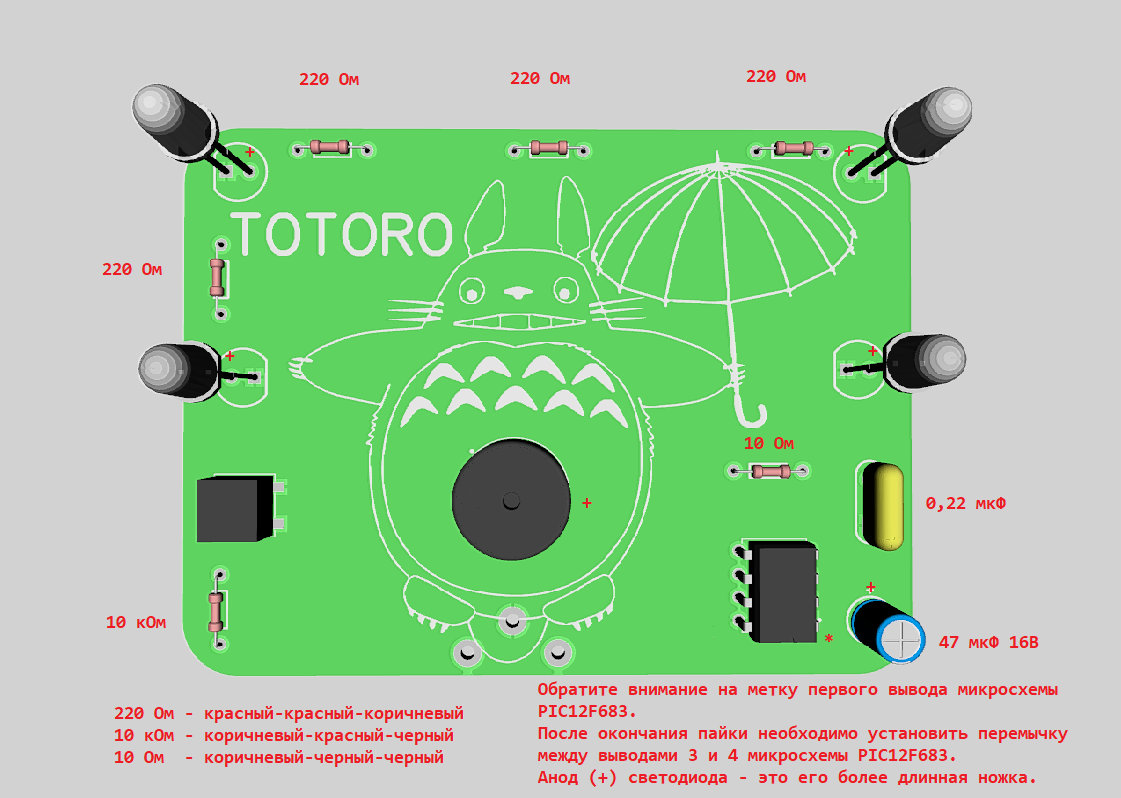 220 Ом
220 Ом
220 Ом
+
+
TOTORO
220 Ом
+
+
10 Ом
+
0,22 мкФ
+
10 кОм
*
47 мкФ 16В
220 Ом - красный-красный-коричневый
10 кОм - коричневый-красный-черный
10 Ом - коричневый-черный-черный
Обратите внимание на метку первого вывода микросхемы
PIC12F683.
После окончания пайки необходимо установить перемычку
между выводами 3 и 4 микросхемы PIC12F683.
Анод (+) светодиода - это его более длинная ножка.